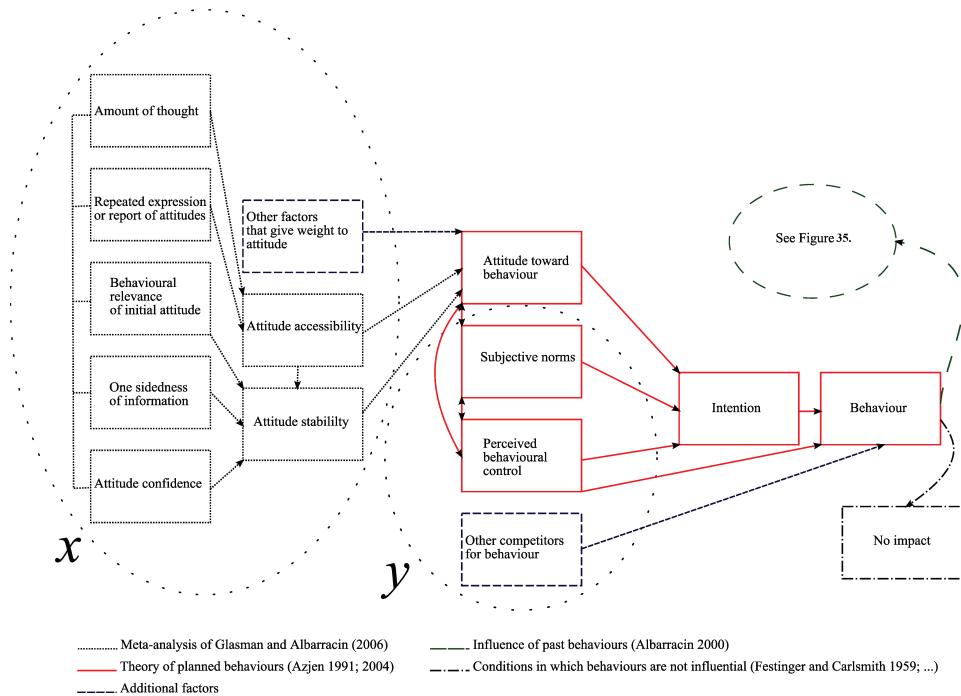 Amount of thought
Repeated expression
or report of attitudes
Other factors
that give weight to
attitude
Behavioural
relevance
of initial attitude
Attitude accessibility
One sidedness
of information
Attitude stabililty
Attitude confidence
x
Attitude toward
behaviour
Subjective norms
Perceived
behavioural
control
Other competitors
for behaviour
y
Intention
Behaviour
See Figure 35.
No impact
Meta-analysis of Glasman and Albarracin (2006)
Theory of planned behaviours (Azjen 1991; 2004)
Additional factors
Influence of past behaviours (Albarracin 2000)
Conditions in which behaviours are not influential (Festinger and Carlsmith 1959; ...)